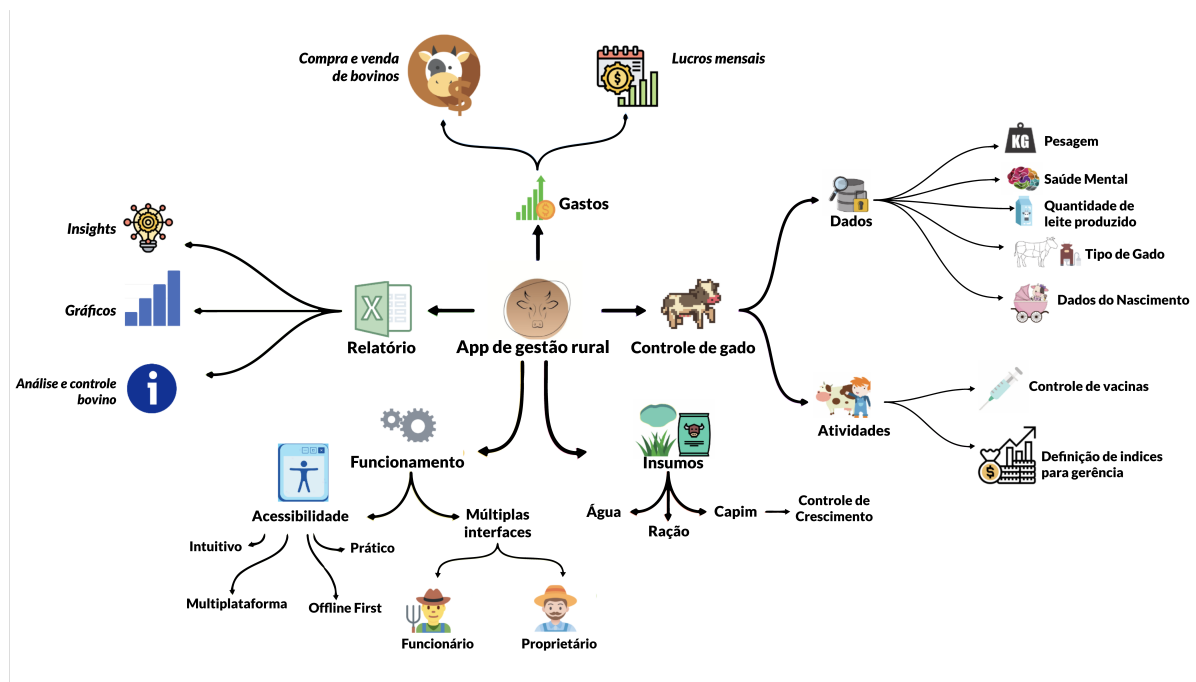 Compra e venda
de bovinos
Lucros mensais
Gastos
KG
Pesagem
Saúde Mental
Quantidade de
leite produzido
Tipo de Gado
Dados do Nascimento
Dados
Insights
Gráficos
Análise e controle
bovino
X
Relatório
App de gestão rural
Controle de gado
Atividades
Controle de vacinas
Definição de indices
para gerência
Funcionamento
Insumos
Acessibilidade
Intuitivo
Prático
Multiplataforma
Offline First
Múltiplas
interfaces
Funcionário
Proprietário
Água
Ração
Capim
Controle de
Crescimento